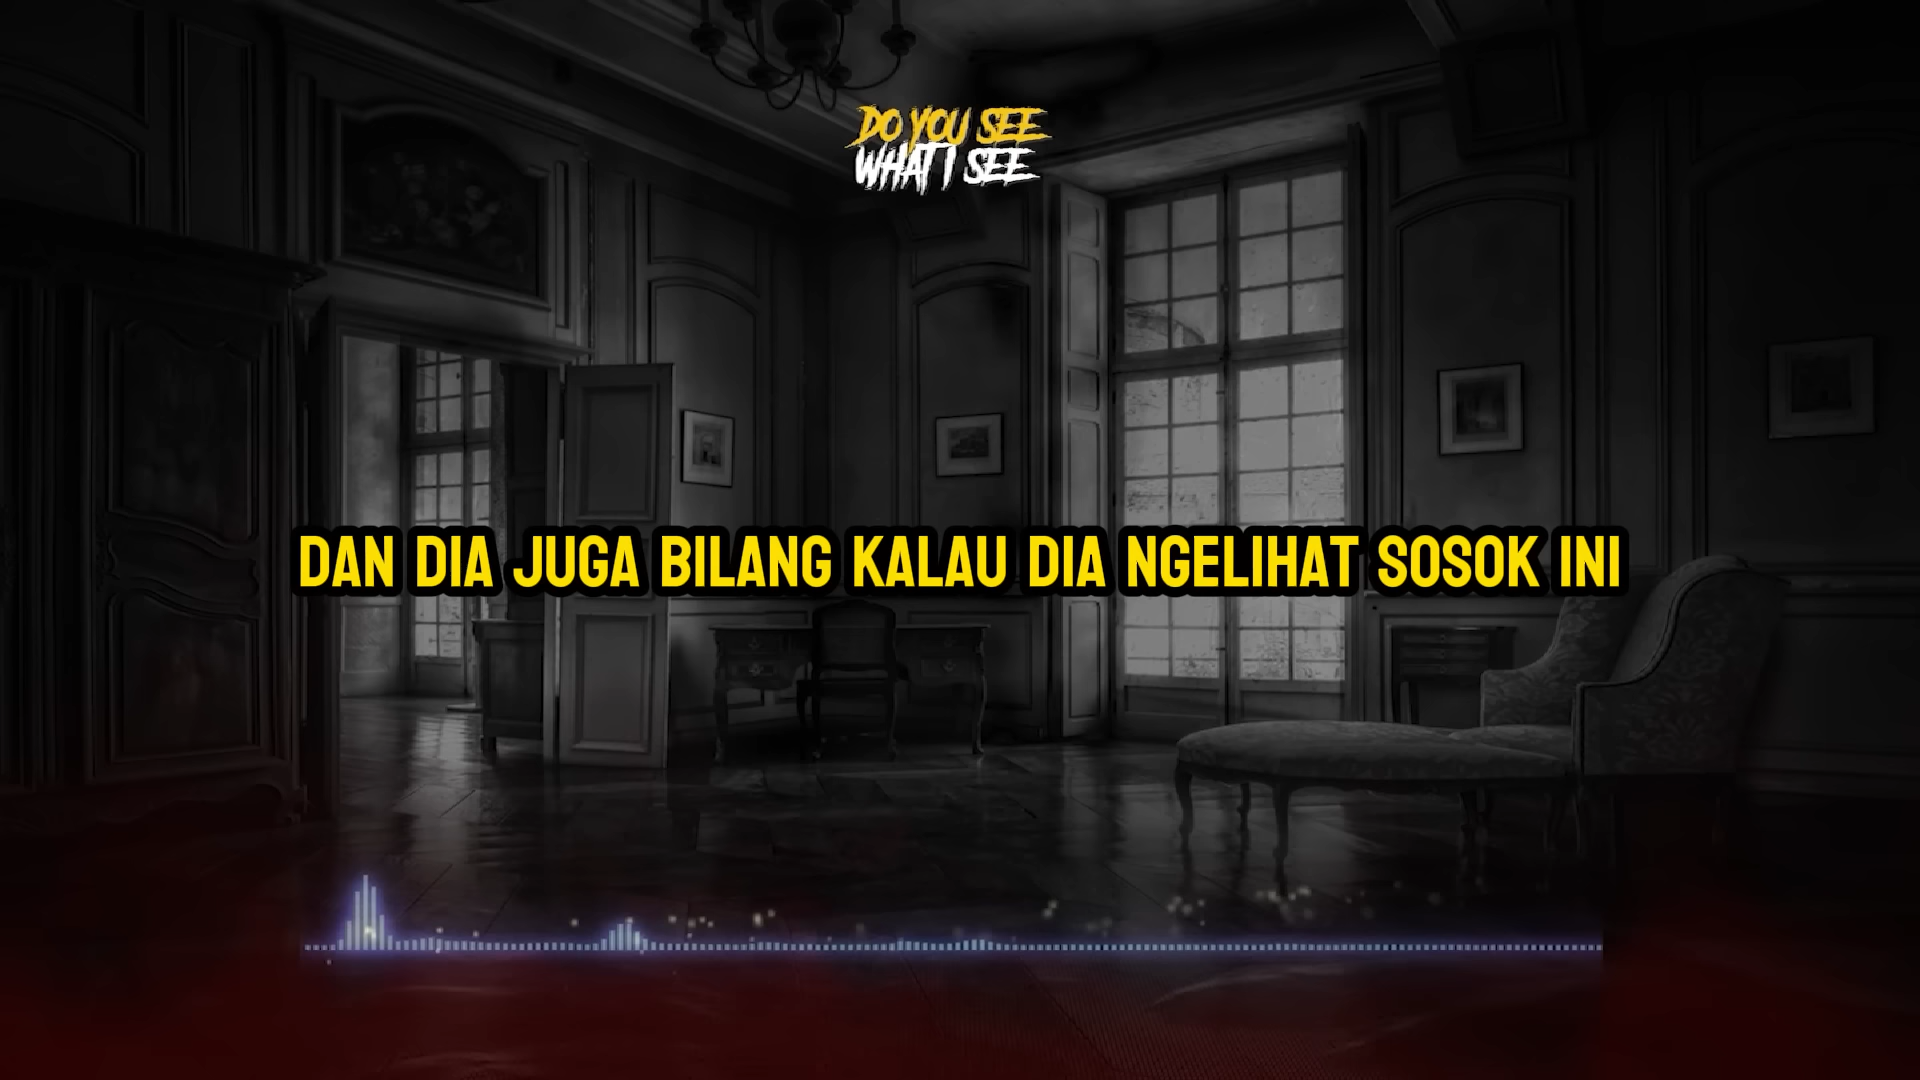 DO YOU SEE
WHAT I SEE
DAN DIA JUGA BILANG KALAU DIA NGELIHAT SOSOK INI